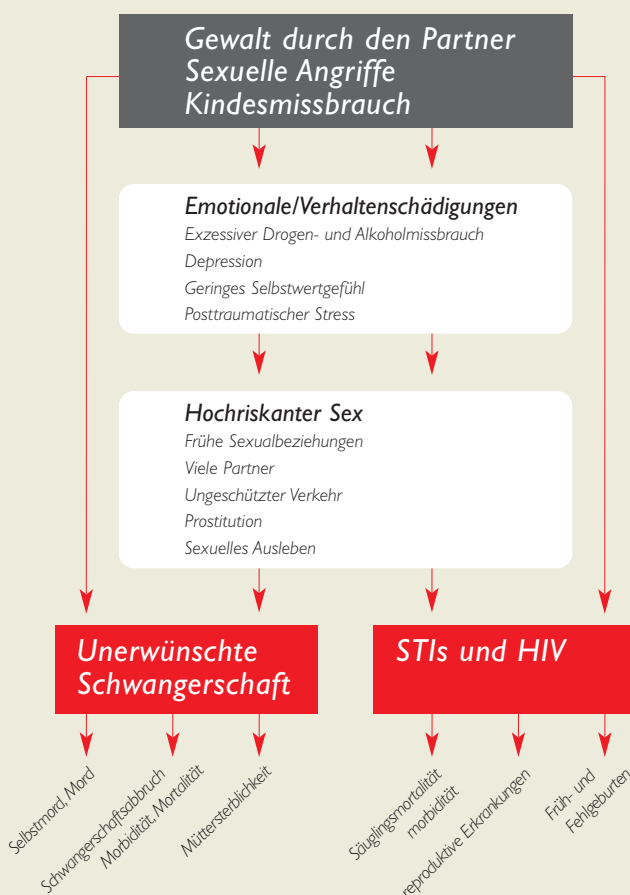 Gewalt durch den Partner
Sexuelle Angriffe
Kindesmissbrauch
Emotionale/Verhaltenschädigungen
Exzessiver Drogen- und Alkoholmissbrauch
Depression
Geringes Selbstwertgefühl
Posttraumatischer Stress
Hochriskanter Sex
Frühe Sexualbeziehungen
Viele Partner
Ungeschützter Verkehr
Prostitution
Sexuelles Ausleben
Unerwünschte
Schwangerschaft
STIs und HIV
Selbstmord, Mord
Schwangerschaftsabbruch
Morbidität, Mortalität
Müttersterblichkeit
Säuglingsmortalität
morbidität
reproduktive Erkrankungen
Früh- und
Fehlgeburten